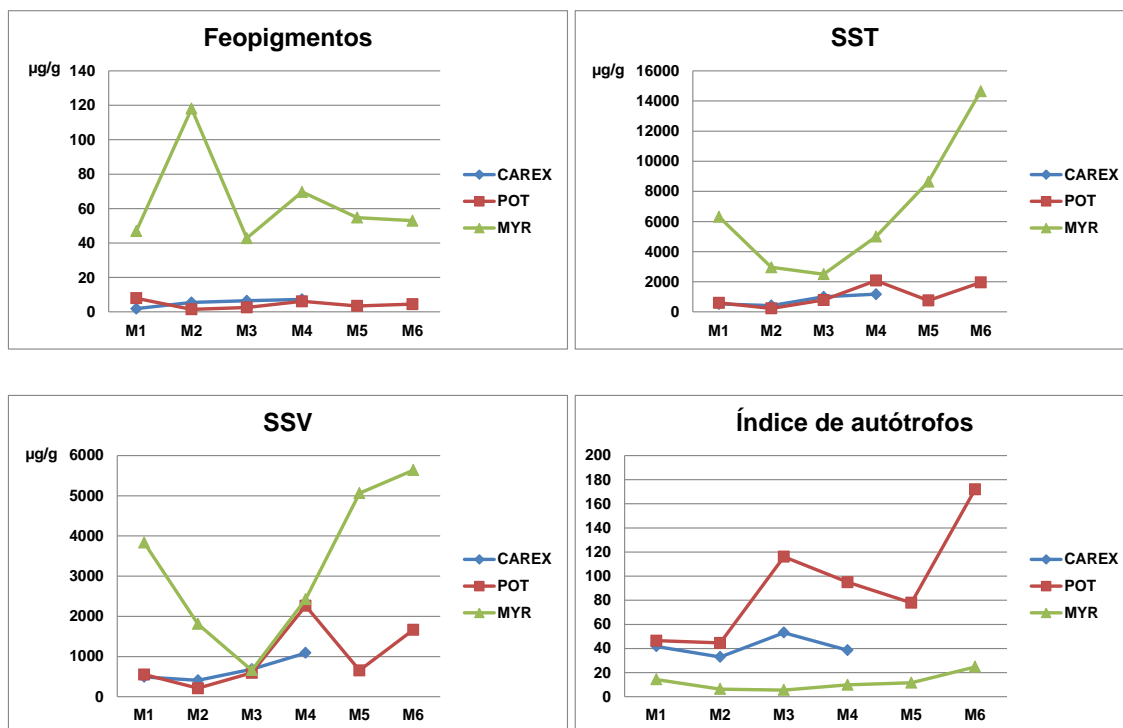 Feopigmentos
µg/g
140
120
100
80
60
40
20
0
M1 M2 M3 M4 M5 M6
CAREX
POT
MYR
SST
µg/g
16000
14000
12000
10000
8000
6000
4000
2000
0
M1 M2 M3 M4 M5 M6
CAREX
POT
MYR
SSV
µg/g
6000
5000
4000
3000
2000
1000
0
M1 M2 M3 M4 M5 M6
CAREX
POT
MYR
Índice de autótrofos
200
180
160
140
120
100
80
60
40
20
0
M1 M2 M3 M4 M5 M6
CAREX
POT
MYR